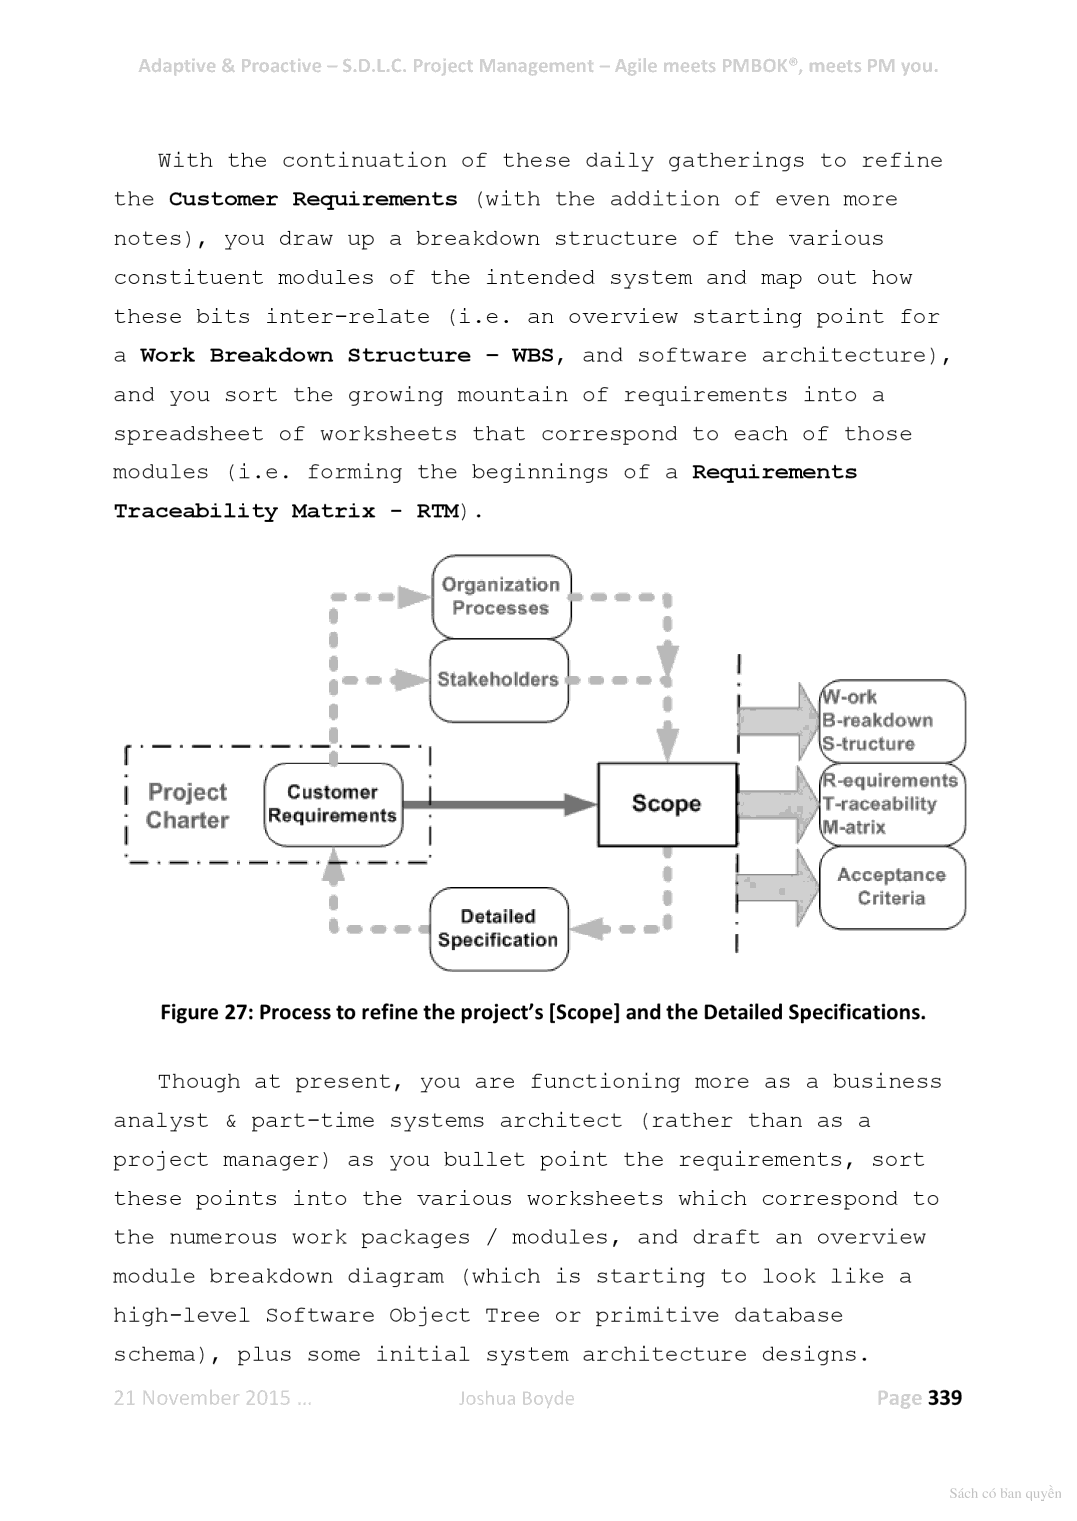 Adaptive & Proactive – S.D.L.C. Project Management – Agile meets PMBOK®, meets PM you.
With the continuation of these daily gatherings to refine
the Customer Requirements (with the addition of even more
notes), you draw up a breakdown structure of the various
constituent modules of the intended system and map out how
these bits inter-relate (i.e. an overview starting point for
a Work Breakdown Structure – WBS, and software architecture),
and you sort the growing mountain of requirements into a
spreadsheet of worksheets that correspond to each of those
modules (i.e. forming the beginnings of a Requirements
Traceability Matrix - RTM).
Organization
Processes
Stakeholders
Project
Charter
Customer
Requirements
Scope
Detailed
Specification
W-ork
B-reakdown
S-tructure
R-equirements
T-raceability
M-atrix
Acceptance
Criteria
Figure 27: Process to refine the project’s [Scope] and the Detailed Specifications.
Though at present, you are functioning more as a business
analyst & part-time systems architect (rather than as a
project manager) as you bullet point the requirements, sort
these points into the various worksheets which correspond to
the numerous work packages / modules, and draft an overview
module breakdown diagram (which is starting to look like a
high-level Software Object Tree or primitive database
schema), plus some initial system architecture designs.
21 November 2015 … Joshua Boyde Page 339
Sách có bản quyền